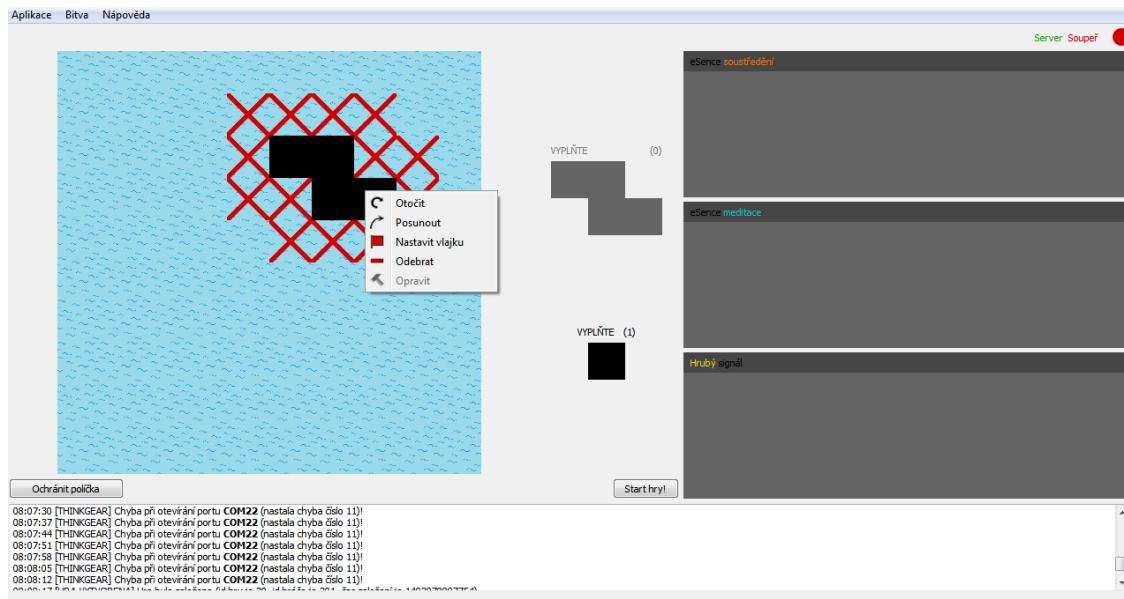 Aplikace Bitva Nápověda
Server Soupeř
eSence soustředění
VYPLŇTE (0)
Otočit
Posunout
Nastavit vlajku
Odebrat
Opravit
eSence meditace
VYPLŇTE (1)
Hrubý signál
Ochránit políčka
Start hry!
08:07:30 [THINKGEAR] Chyba při otevírání portu COM22 (nastala chyba číslo 11)!
08:07:37 [THINKGEAR] Chyba při otevírání portu COM22 (nastala chyba číslo 11)!
08:07:44 [THINKGEAR] Chyba při otevírání portu COM22 (nastala chyba číslo 11)!
08:07:51 [THINKGEAR] Chyba při otevírání portu COM22 (nastala chyba číslo 11)!
08:07:58 [THINKGEAR] Chyba při otevírání portu COM22 (nastala chyba číslo 11)!
08:08:05 [THINKGEAR] Chyba při otevírání portu COM22 (nastala chyba číslo 11)!
08:08:12 [THINKGEAR] Chyba při otevírání portu COM22 (nastala chyba číslo 11)!